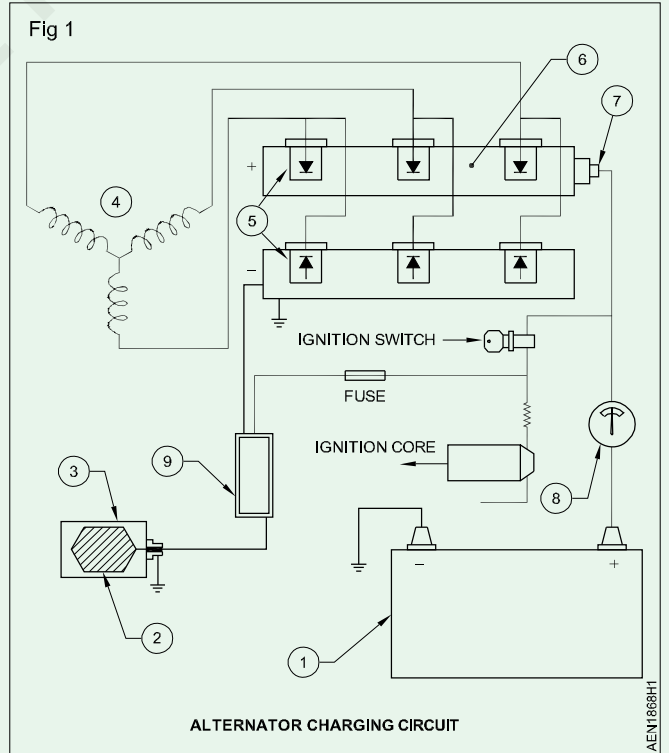 Fig 1
6
7
4
+
5
−
IGNITION SWITCH
FUSE
IGNITION CORE
9
3
8
− +
2
1
ALTERNATOR CHARGING CIRCUIT
AEN1868H1